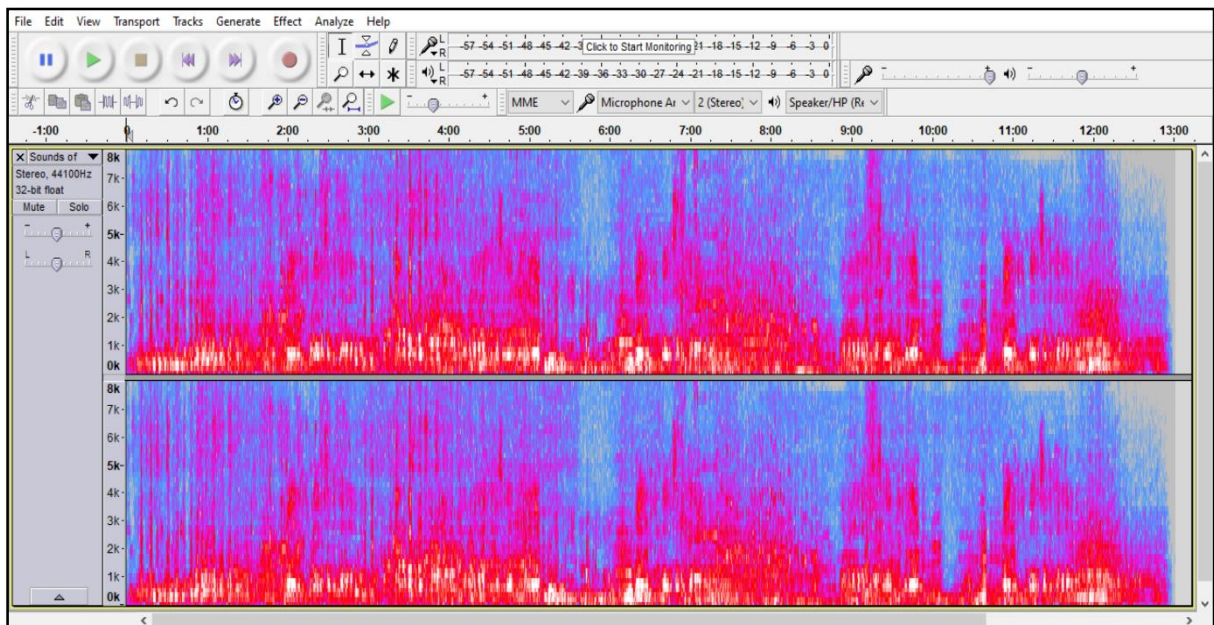 File Edit View Transport Tracks Generate Effect Analyze Help
L R -57 -54 -51 -48 -45 -42 -3 Click to Start Monitoring 21 -18 -15 -12 -9 -6 -3 0
L R -57 -54 -51 -48 -45 -42 -39 -36 -33 -30 -27 -24 -21 -18 -15 -12 -9 -6 -3 0 - + - +
- + MME Microphone Ar 2 (Stereo) Speaker/HP (Re
-1:00 0 1:00 2:00 3:00 4:00 5:00 6:00 7:00 8:00 9:00 10:00 11:00 12:00 13:00
X Sounds of
Stereo, 44100Hz
32-bit float
Mute Solo
- +
L R
8k
7k
6k
5k
4k
3k
2k
1k
0k
8k
7k
6k
5k
4k
3k
2k
1k
0k